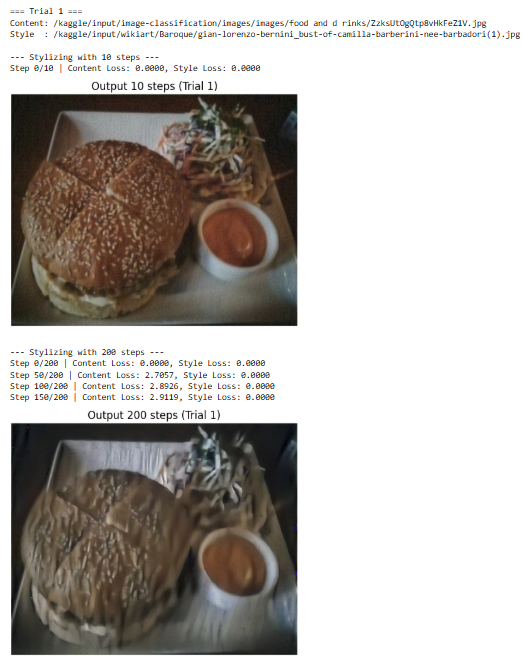 === Trial 1 ===
Content: /kaggle/input/image-classification/images/images/food and d rinks/ZzksUtOgQtp8vHkFeZ1V.jpg
Style  : /kaggle/input/wikiart/Baroque/gian-lorenzo-bernini_bust-of-camilla-barberini-nee-barbadori(1).jpg
--- Stylizing with 10 steps ---
Step 0/10 | Content Loss: 0.0000, Style Loss: 0.0000
Output 10 steps (Trial 1)
--- Stylizing with 200 steps ---
Step 0/200 | Content Loss: 0.0000, Style Loss: 0.0000
Step 50/200 | Content Loss: 2.7057, Style Loss: 0.0000
Step 100/200 | Content Loss: 2.8926, Style Loss: 0.0000
Step 150/200 | Content Loss: 2.9119, Style Loss: 0.0000
Output 200 steps (Trial 1)